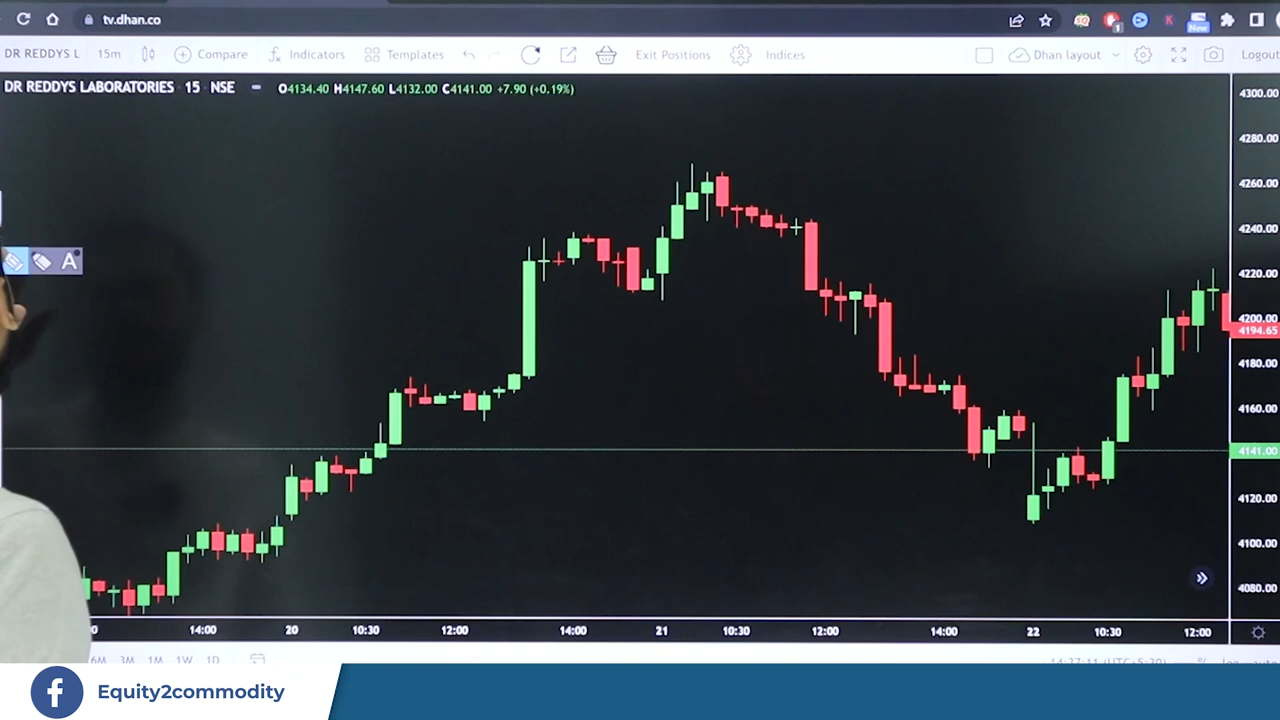 tv.dhan.co
New
1
DR REDDYS L 15m Compare Indicators Templates Exit Positions Indices Dhan layout Logout
DR REDDYS LABORATORIES · 15 · NSE O4134.40 H4147.60 L4132.00 C4141.00 +7.90 (+0.19%)
4300.00
4280.00
4260.00
4240.00
4220.00
4200.00
4194.65
4180.00
4160.00
4141.00
4120.00
4100.00
4080.00
A
14:00 20 10:30 12:00 14:00 21 10:30 12:00 14:00 22 10:30 12:00
6M 3M 1M 1W 1D
Equity2commodity